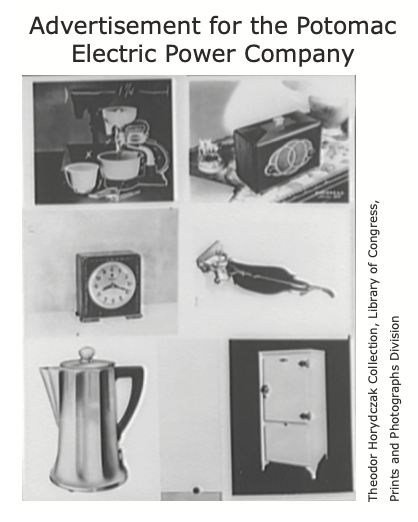 Advertisement for the Potomac
Electric Power Company
Theodor Horydczak Collection, Library of Congress,
Prints and Photographs Division